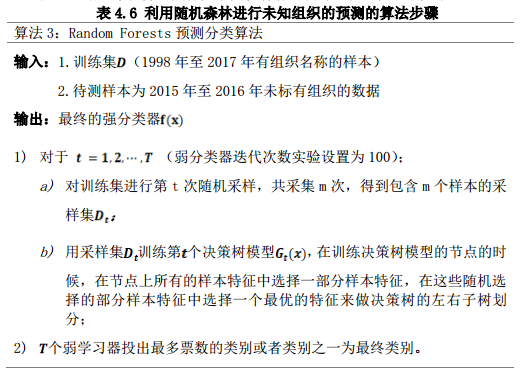 表 4.6 利用随机森林进行未知组织的预测的算法步骤
算法 3：Random Forests 预测分类算法
输入：1.训练集D（1998 年至 2017 年有组织名称的样本）
2.待测样本为 2015 年至 2016 年未标有组织的数据
输出：最终的强分类器f(x)
1) 对于 t = 1,2,⋯,T （弱分类器迭代次数实验设置为 100）；
a) 对训练集进行第 t 次随机采样，共采集 m 次，得到包含 m 个样本的采
样集Dₜ；
b) 用采样集Dₜ训练第t个决策树模型Gₜ(x)，在训练决策树模型的节点的时
候，在节点上所有的样本特征中选择一部分样本特征，在这些随机选
择的部分样本特征中选择一个最优的特征来做决策树的左右子树划
分；
2) T个弱学习器投出最多票数的类别或者类别之一为最终类别。